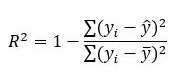 R² = 1 − ∑(yᵢ − ŷ)² / ∑(yᵢ − ȳ)²